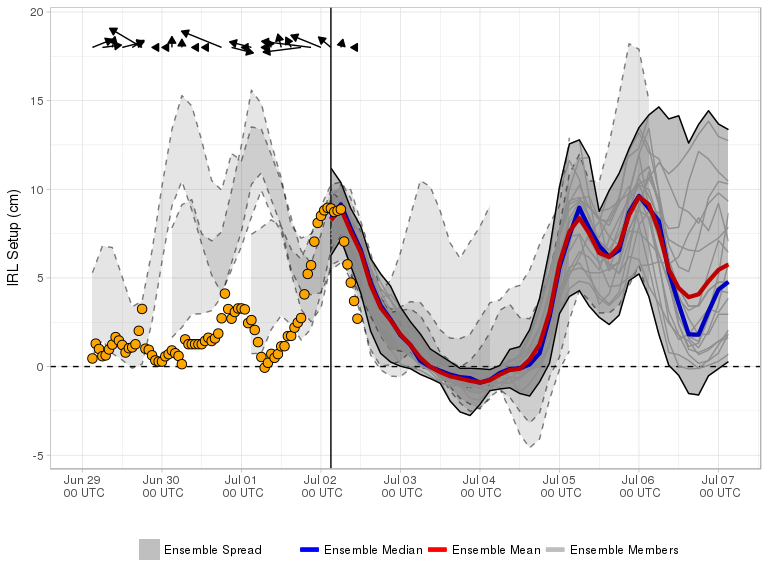 20
15
10
5
0
-5
IRL Setup (cm)
Jun 29 Jun 30 Jul 01 Jul 02 Jul 03 Jul 04 Jul 05 Jul 06 Jul 07
00 UTC 00 UTC 00 UTC 00 UTC 00 UTC 00 UTC 00 UTC 00 UTC 00 UTC
Ensemble Spread Ensemble Median Ensemble Mean Ensemble Members